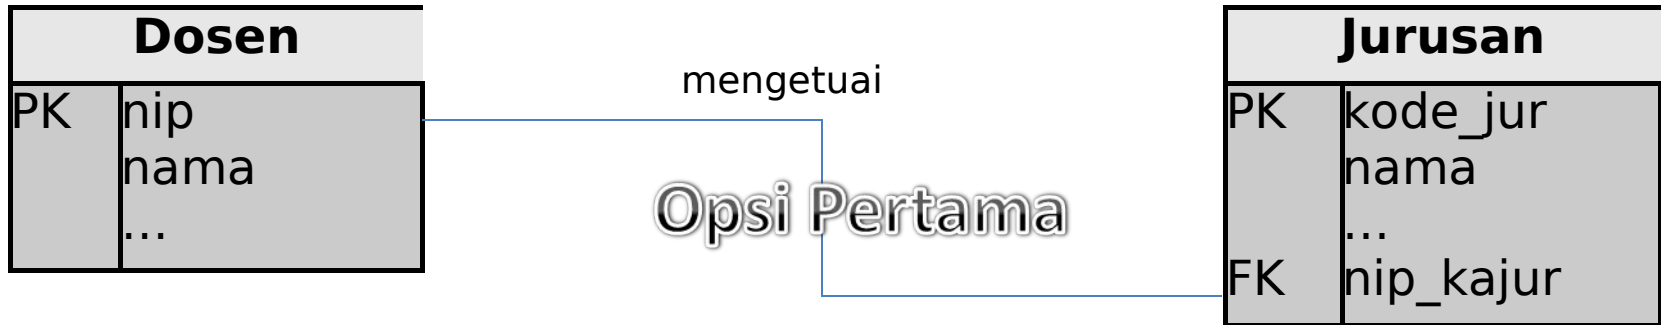 Dosen
PK nip
nama
...
mengetuai
Opsi Pertama
Jurusan
PK kode_jur
nama
...
FK nip_kajur